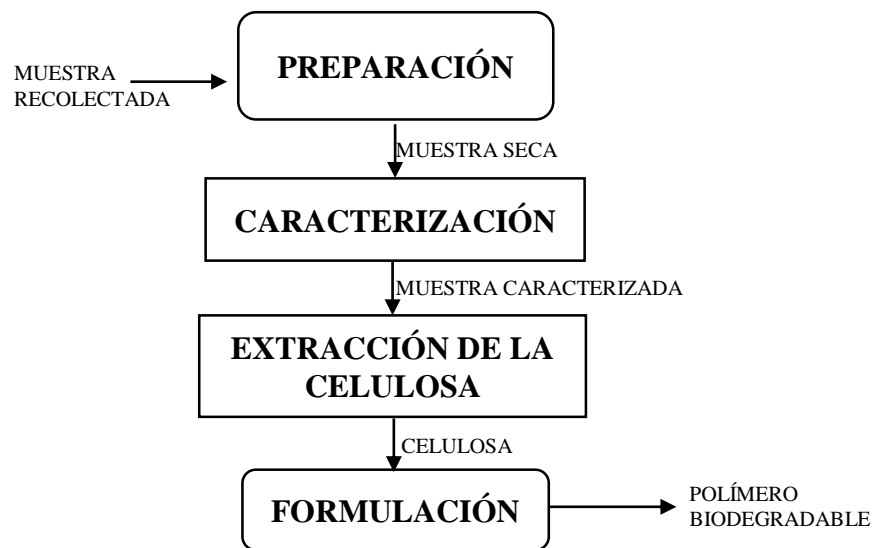 PREPARACIÓN
MUESTRA
RECOLECTADA
MUESTRA SECA
CARACTERIZACIÓN
MUESTRA CARACTERIZADA
EXTRACCIÓN DE LA
CELULOSA
CELULOSA
FORMULACIÓN
POLÍMERO
BIODEGRADABLE